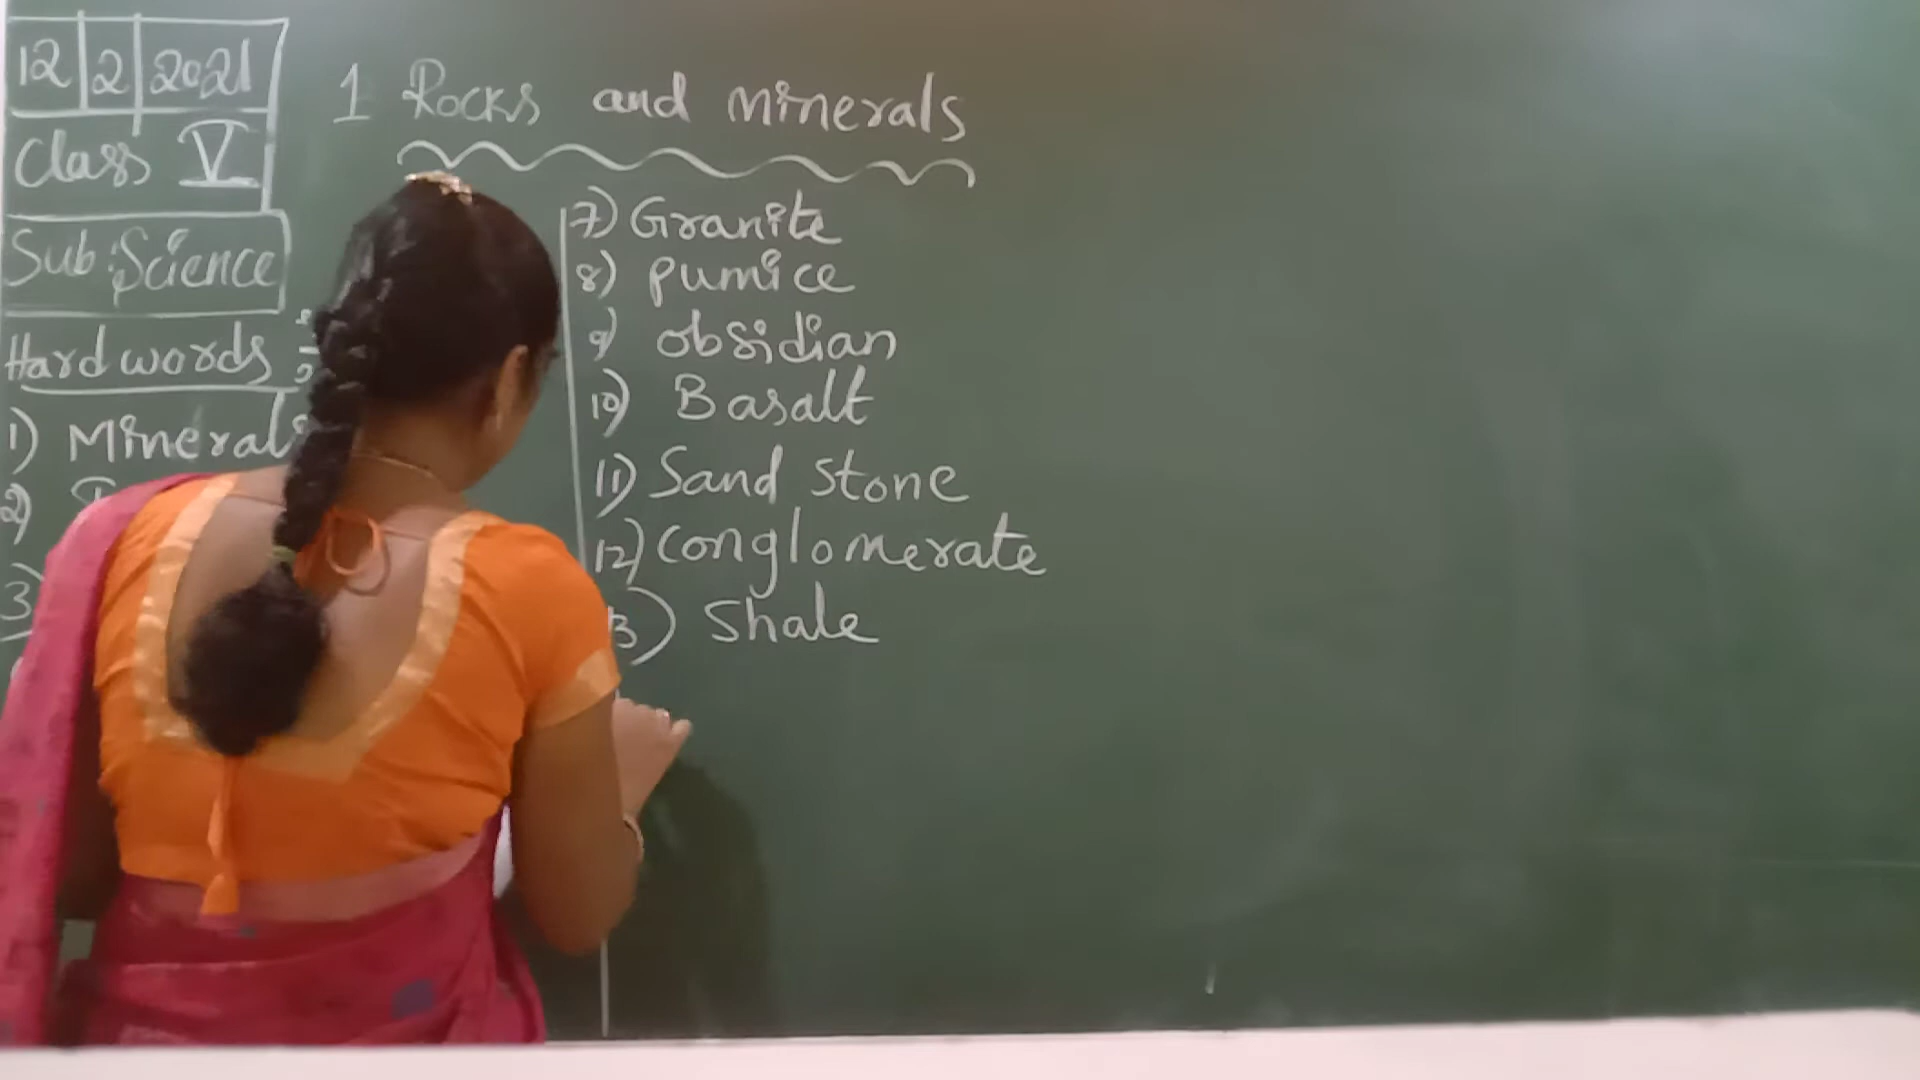 12 2 2021
Class V
Sub: Science
Hard words :
1) Minerals
2)
3)
1 Rocks and Minerals
7) Granite
8) pumice
9) obsidian
10) Basalt
11) Sand stone
12) conglomerate
13) Shale